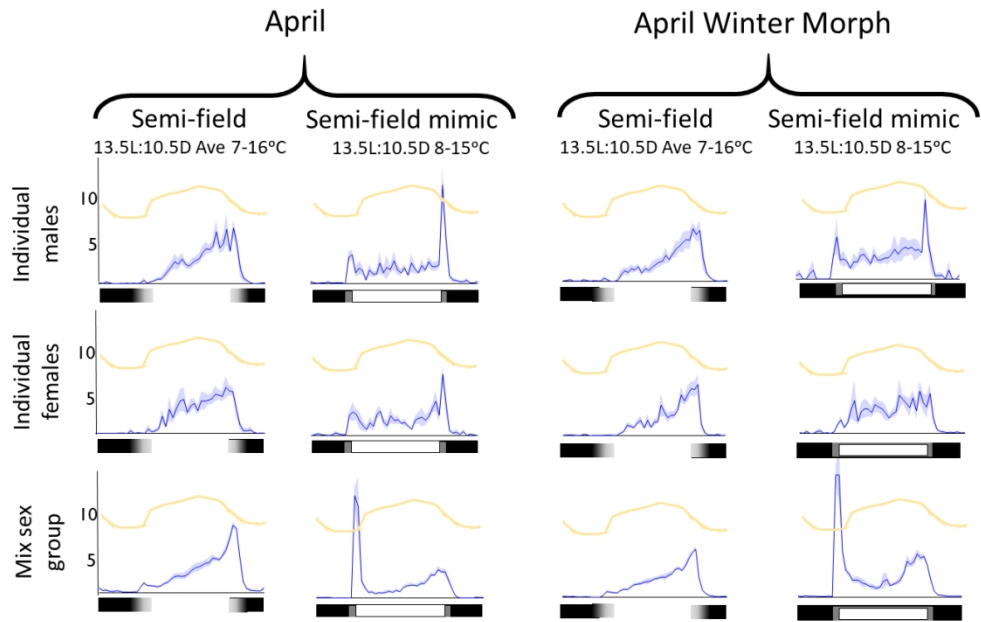 April
April Winter Morph
Semi-field
Semi-field mimic
Semi-field
Semi-field mimic
13.5L:10.5D Ave 7-16°C
13.5L:10.5D 8-15°C
13.5L:10.5D Ave 7-16°C
13.5L:10.5D 8-15°C
Individual
males
10
5
Individual
females
10
5
Mix sex
group
10
5